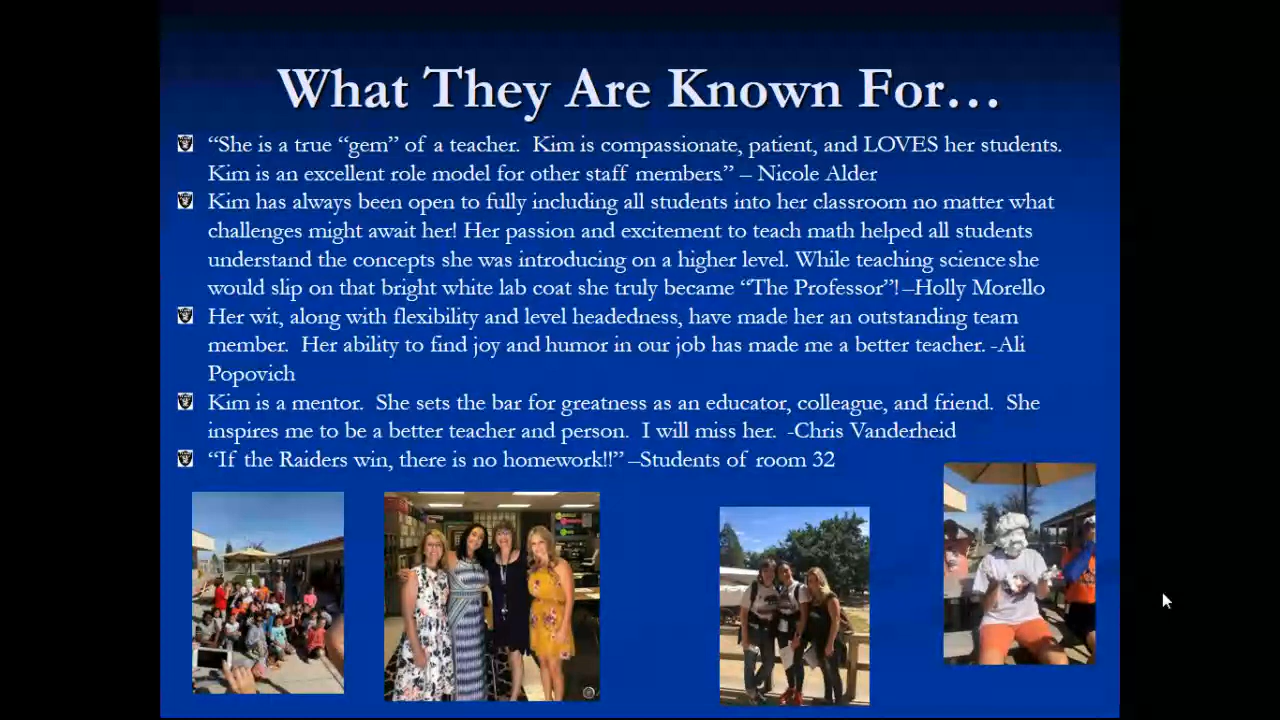 What They Are Known For…
“She is a true “gem” of a teacher.  Kim is compassionate, patient, and LOVES her students.
Kim is an excellent role model for other staff members.” – Nicole Alder
Kim has always been open to fully including all students into her classroom no matter what
challenges might await her! Her passion and excitement to teach math helped all students
understand the concepts she was introducing on a higher level. While teaching science she
would slip on that bright white lab coat she truly became “The Professor”! –Holly Morello
Her wit, along with flexibility and level headedness, have made her an outstanding team
member.  Her ability to find joy and humor in our job has made me a better teacher. -Ali
Popovich
Kim is a mentor.  She sets the bar for greatness as an educator, colleague, and friend.  She
inspires me to be a better teacher and person.  I will miss her.  -Chris Vanderheid
“If the Raiders win, there is no homework!!” –Students of room 32